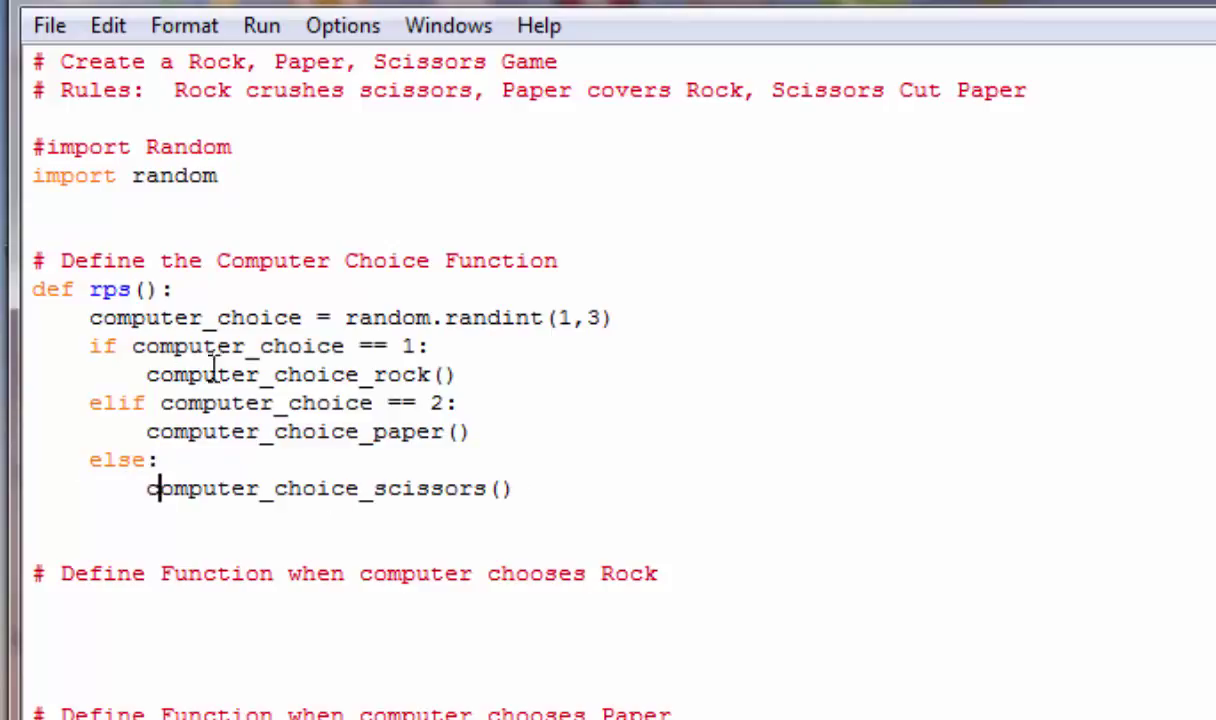 File Edit Format Run Options Windows Help
# Create a Rock, Paper, Scissors Game
# Rules:  Rock crushes scissors, Paper covers Rock, Scissors Cut Paper
#import Random
import random
# Define the Computer Choice Function
def rps():
    computer_choice = random.randint(1,3)
    if computer_choice == 1:
        computer_choice_rock()
    elif computer_choice == 2:
        computer_choice_paper()
    else:
        computer_choice_scissors()
# Define Function when computer chooses Rock
# Define Function when computer chooses Paper